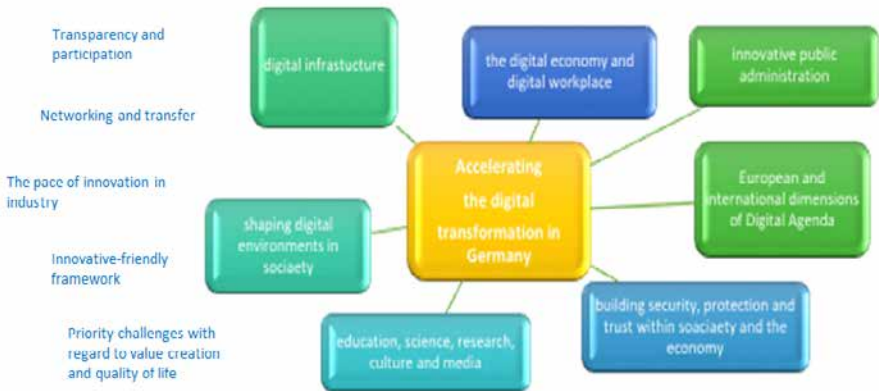 Transparency and
participation
Networking and transfer
The pace of innovation in
industry
Innovative-friendly
framework
Priority challenges with
regard to value creation
and quality of life
digital infrastucture
the digital economy and
digital workplace
innovative public
administration
Accelerating
the digital
transformation in
Germany
European and
international dimensions
of Digital Agenda
shaping digital
environments in
sociaety
education, science, research,
culture and media
building security, protection and
trust within soaciaety and the
economy